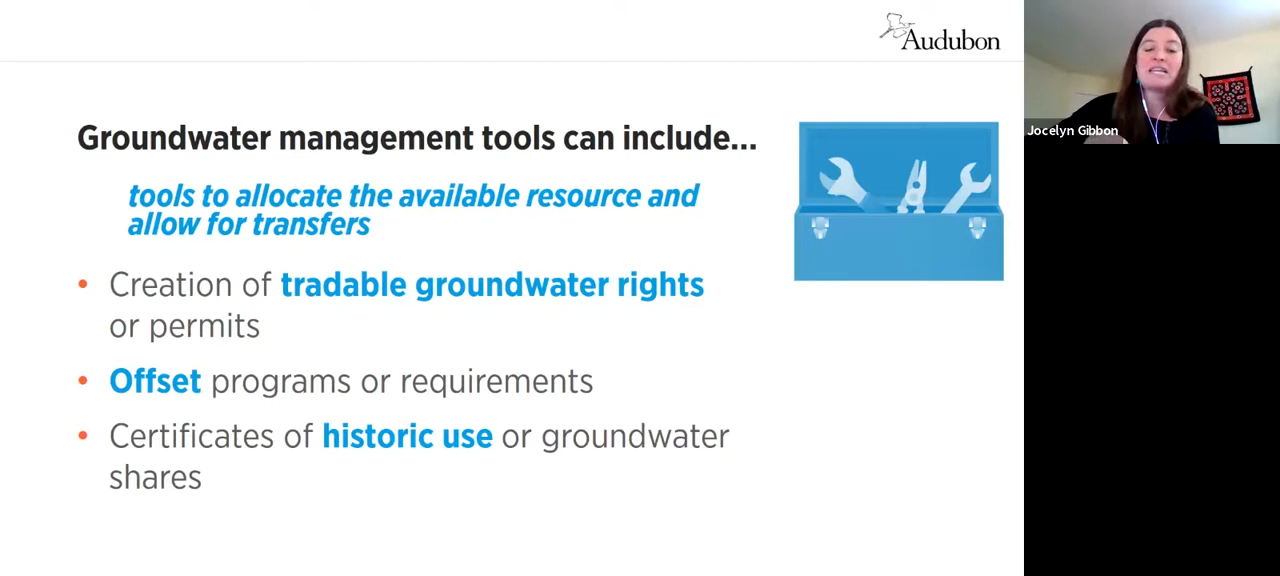 Audubon
Jocelyn Gibbon
Groundwater management tools can include...
tools to allocate the available resource and
allow for transfers
• Creation of tradable groundwater rights
or permits
• Offset programs or requirements
• Certificates of historic use or groundwater
shares